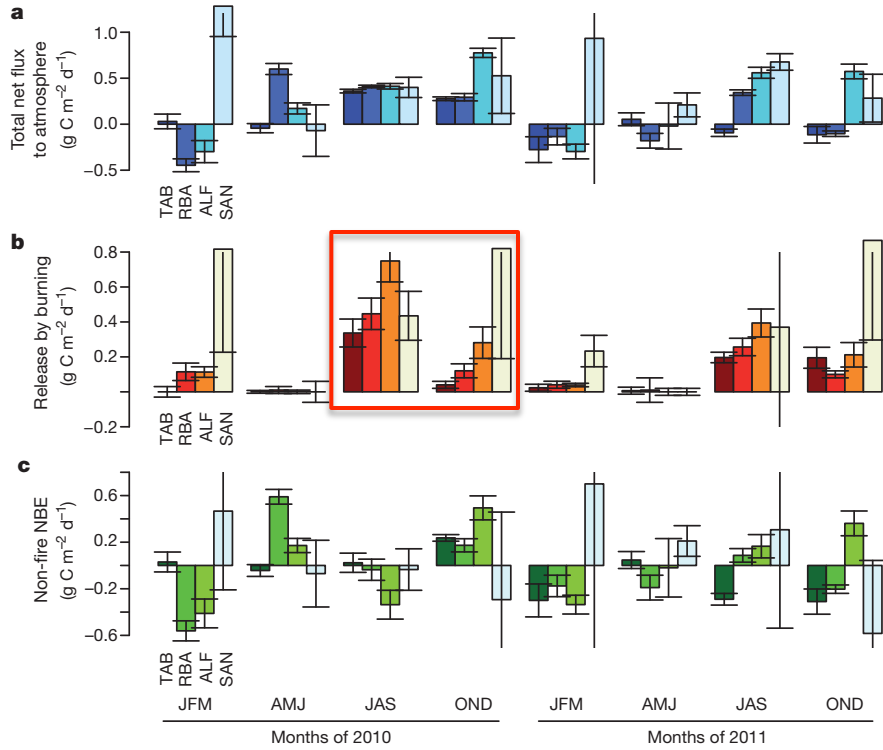 a
Total net flux
to atmosphere
(g C m⁻² d⁻¹)
1.0
0.5
0.0
−0.5
TAB
RBA
ALF
SAN
b
Release by burning
(g C m⁻² d⁻¹)
0.8
0.4
0.2
−0.2
TAB
RBA
ALF
SAN
c
Non-fire NBE
(g C m⁻² d⁻¹)
0.6
0.2
−0.2
−0.6
TAB
RBA
ALF
SAN
JFM AMJ JAS OND JFM AMJ JAS OND
Months of 2010 Months of 2011